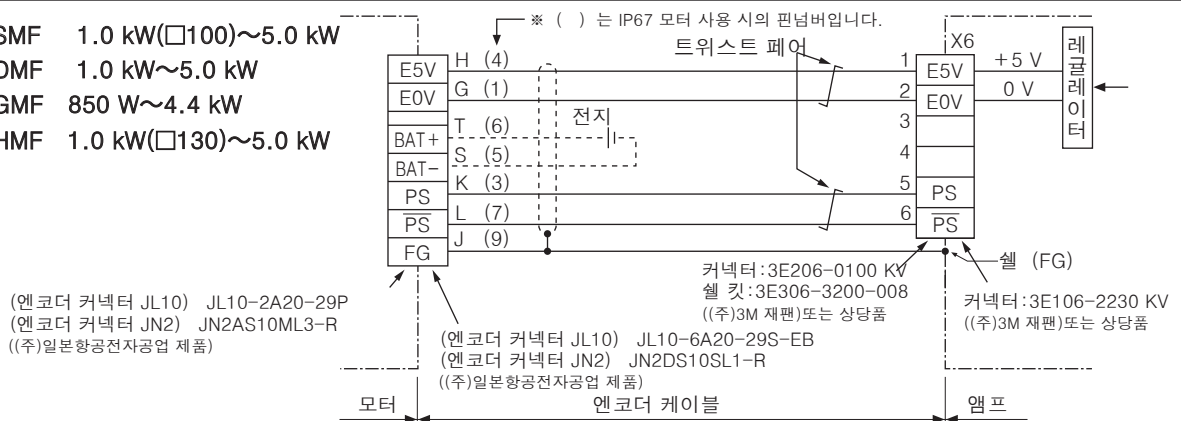 SMF 1.0 kW(□100)～5.0 kW
DMF 1.0 kW～5.0 kW
GMF 850 W～4.4 kW
HMF 1.0 kW(□130)～5.0 kW
※ ( ) 는 IP67 모터 사용 시의 핀넘버입니다.
트위스트 페어
X6
레귤레이터
E5V H (4) 1 E5V +5 V
E0V G (1) 2 E0V 0 V
T (6) 전지 3
BAT+
S (5) 4
BAT−
K (3) 5 PS
PS
L (7) 6 P̅S̅
P̅S̅
J (9)
FG
쉘 (FG)
커넥터:3E206-0100 KV
쉘 킷:3E306-3200-008
((주)3M 재팬)또는 상당품
커넥터:3E106-2230 KV
((주)3M 재팬)또는 상당품
(엔코더 커넥터 JL10) JL10-2A20-29P
(엔코더 커넥터 JN2) JN2AS10ML3-R
((주)일본항공전자공업 제품)
(엔코더 커넥터 JL10) JL10-6A20-29S-EB
(엔코더 커넥터 JN2) JN2DS10SL1-R
((주)일본항공전자공업 제품)
모터 엔코더 케이블 앰프